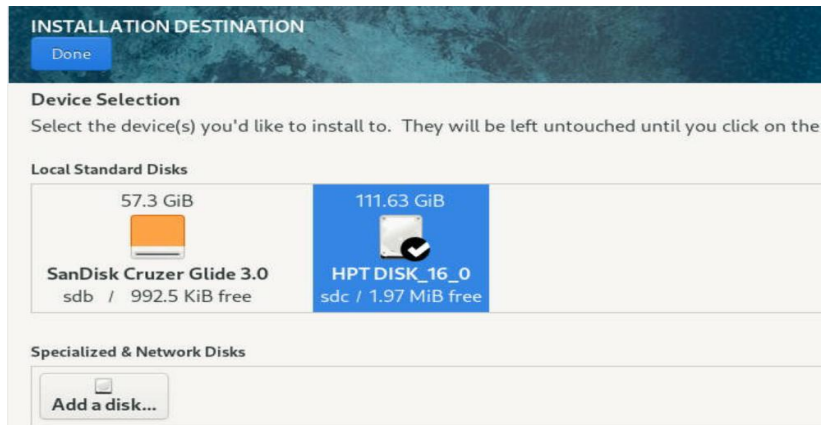 INSTALLATION DESTINATION
Done
Device Selection
Select the device(s) you'd like to install to. They will be left untouched until you click on the
Local Standard Disks
57.3 GiB
SanDisk Cruzer Glide 3.0
sdb / 992.5 KiB free
111.63 GiB
HPT DISK_16_0
sdc / 1.97 MiB free
Specialized & Network Disks
Add a disk...